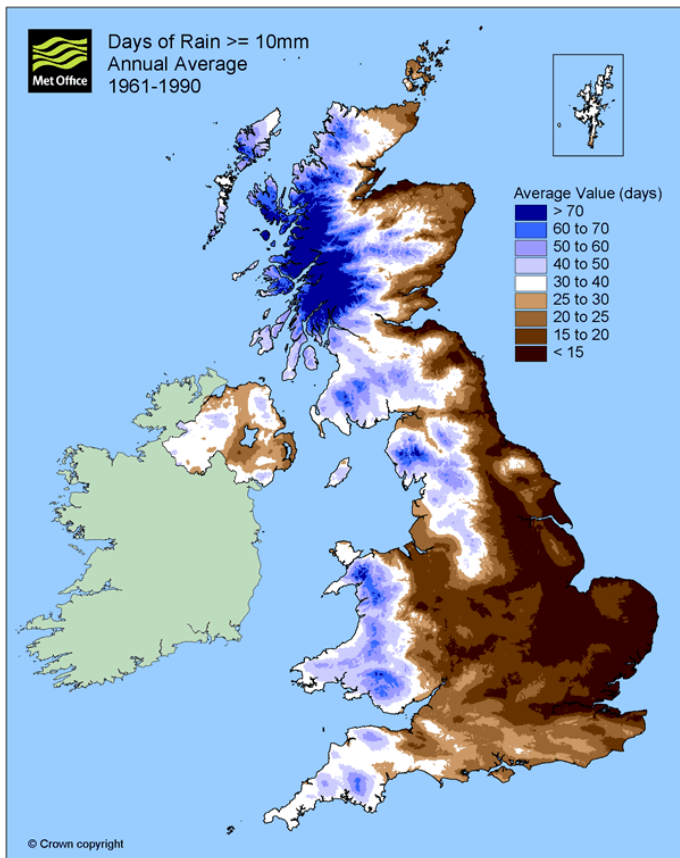 Met Office
Days of Rain >= 10mm
Annual Average
1961-1990
Average Value (days)
> 70
60 to 70
50 to 60
40 to 50
30 to 40
25 to 30
20 to 25
15 to 20
< 15
© Crown copyright